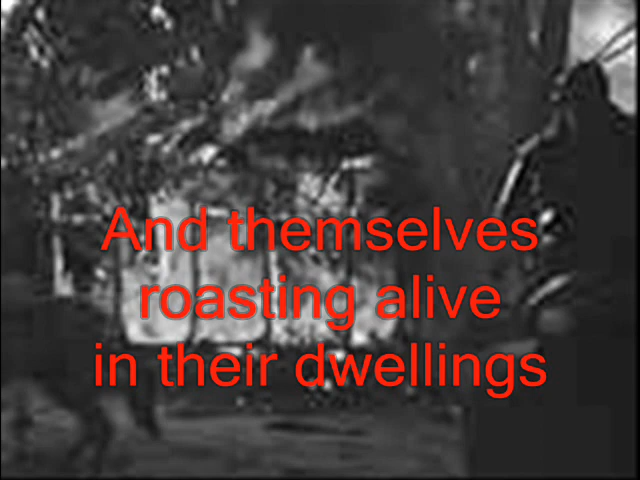 And themselves
roasting alive
in their dwellings